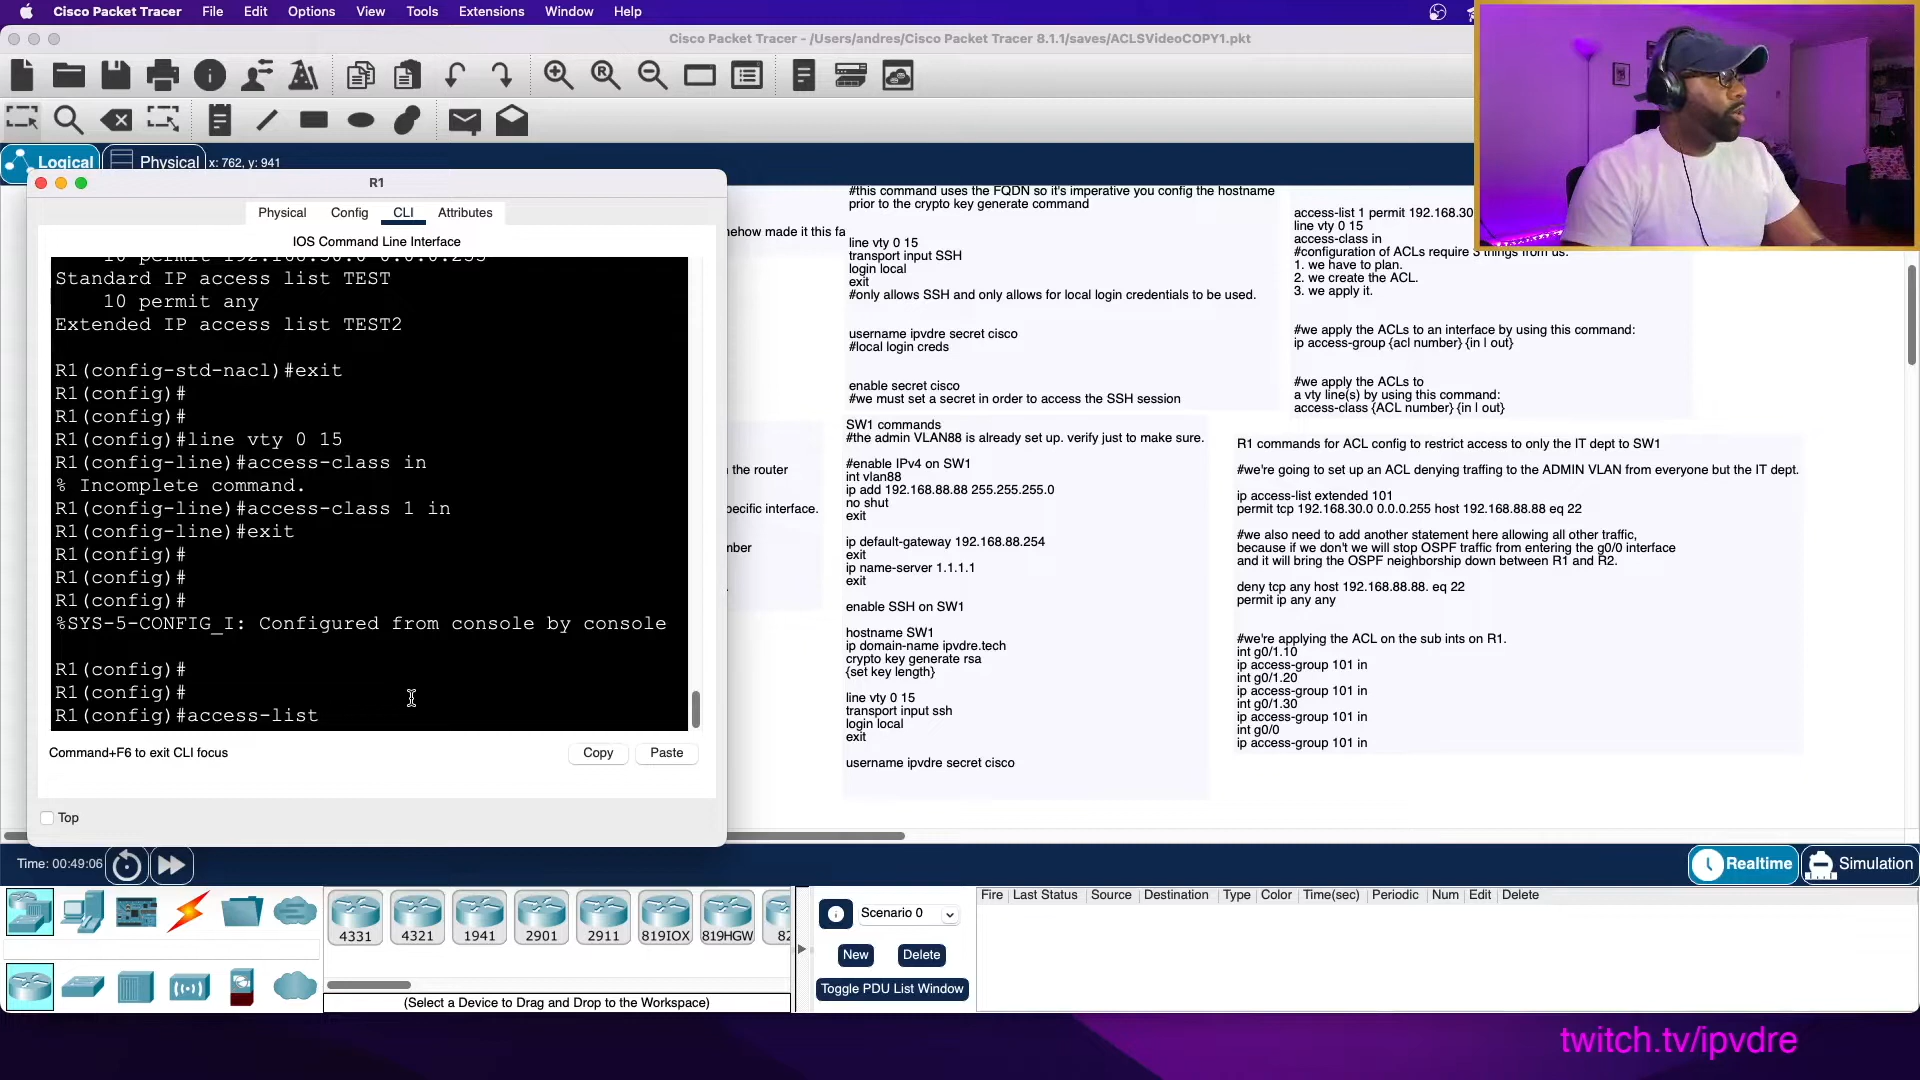 Cisco Packet Tracer File Edit Options View Tools Extensions Window Help
Cisco Packet Tracer - /Users/andres/Cisco Packet Tracer 8.1.1/saves/ACLSVideoCOPY1.pkt
Logical Physical x: 762, y: 941
R1
Physical Config CLI Attributes
IOS Command Line Interface
10 permit 192.168.30.0 0.0.0.255
Standard IP access list TEST
10 permit any
Extended IP access list TEST2
R1(config-std-nacl)#exit
R1(config)#
R1(config)#
R1(config)#line vty 0 15
R1(config-line)#access-class in
% Incomplete command.
R1(config-line)#access-class 1 in
R1(config-line)#exit
R1(config)#
R1(config)#
R1(config)#
%SYS-5-CONFIG_I: Configured from console by console
R1(config)#
R1(config)#
R1(config)#access-list
Command+F6 to exit CLI focus
Copy Paste
Top
ehow made it this fa
n the router
pecific interface.
nber
#this command uses the FQDN so it's imperative you config the hostname
prior to the crypto key generate command
line vty 0 15
transport input SSH
login local
exit
#only allows SSH and only allows for local login credentials to be used.
username ipvdre secret cisco
#local login creds
enable secret cisco
#we must set a secret in order to access the SSH session
SW1 commands
#the admin VLAN88 is already set up. verify just to make sure.
#enable IPv4 on SW1
int vlan88
ip add 192.168.88.88 255.255.255.0
no shut
exit
ip default-gateway 192.168.88.254
exit
ip name-server 1.1.1.1
exit
enable SSH on SW1
hostname SW1
ip domain-name ipvdre.tech
crypto key generate rsa
{set key length}
line vty 0 15
transport input ssh
login local
exit
username ipvdre secret cisco
access-list 1 permit 192.168.30
line vty 0 15
access-class in
#configuration of ACLs require 3 things from us:
1. we have to plan.
2. we create the ACL.
3. we apply it.
#we apply the ACLs to an interface by using this command:
ip access-group {acl number} {in | out}
#we apply the ACLs to
a vty line(s) by using this command:
access-class {ACL number} {in | out}
R1 commands for ACL config to restrict access to only the IT dept to SW1
#we're going to set up an ACL denying traffing to the ADMIN VLAN from everyone but the IT dept.
ip access-list extended 101
permit tcp 192.168.30.0 0.0.0.255 host 192.168.88.88 eq 22
#we also need to add another statement here allowing all other traffic,
because if we don't we will stop OSPF traffic from entering the g0/0 interface
and it will bring the OSPF neighborship down between R1 and R2.
deny tcp any host 192.168.88.88. eq 22
permit ip any any
#we're applying the ACL on the sub ints on R1.
int g0/1.10
ip access-group 101 in
int g0/1.20
ip access-group 101 in
int g0/1.30
ip access-group 101 in
int g0/0
ip access-group 101 in
Time: 00:49:06
Realtime Simulation
4331 4321 1941 2901 2911 819IOX 819HGW 82
(Select a Device to Drag and Drop to the Workspace)
Scenario 0
New Delete
Toggle PDU List Window
Fire Last Status Source Destination Type Color Time(sec) Periodic Num Edit Delete
twitch.tv/ipvdre